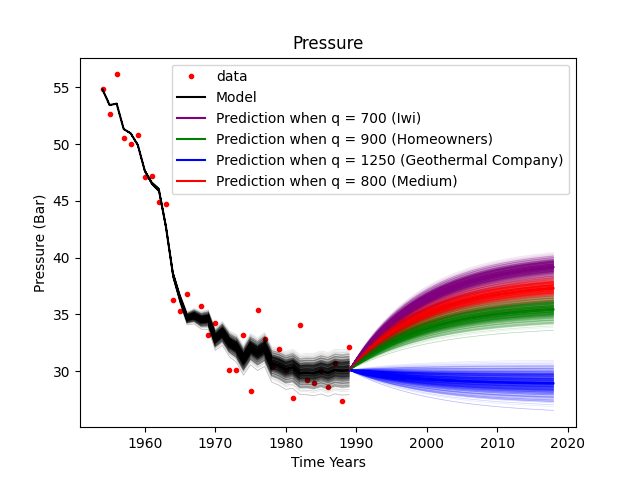 Pressure
data
Model
Prediction when q = 700 (Iwi)
Prediction when q = 900 (Homeowners)
Prediction when q = 1250 (Geothermal Company)
Prediction when q = 800 (Medium)
Pressure (Bar)
55
50
45
40
35
30
1960 1970 1980 1990 2000 2010 2020
Time Years